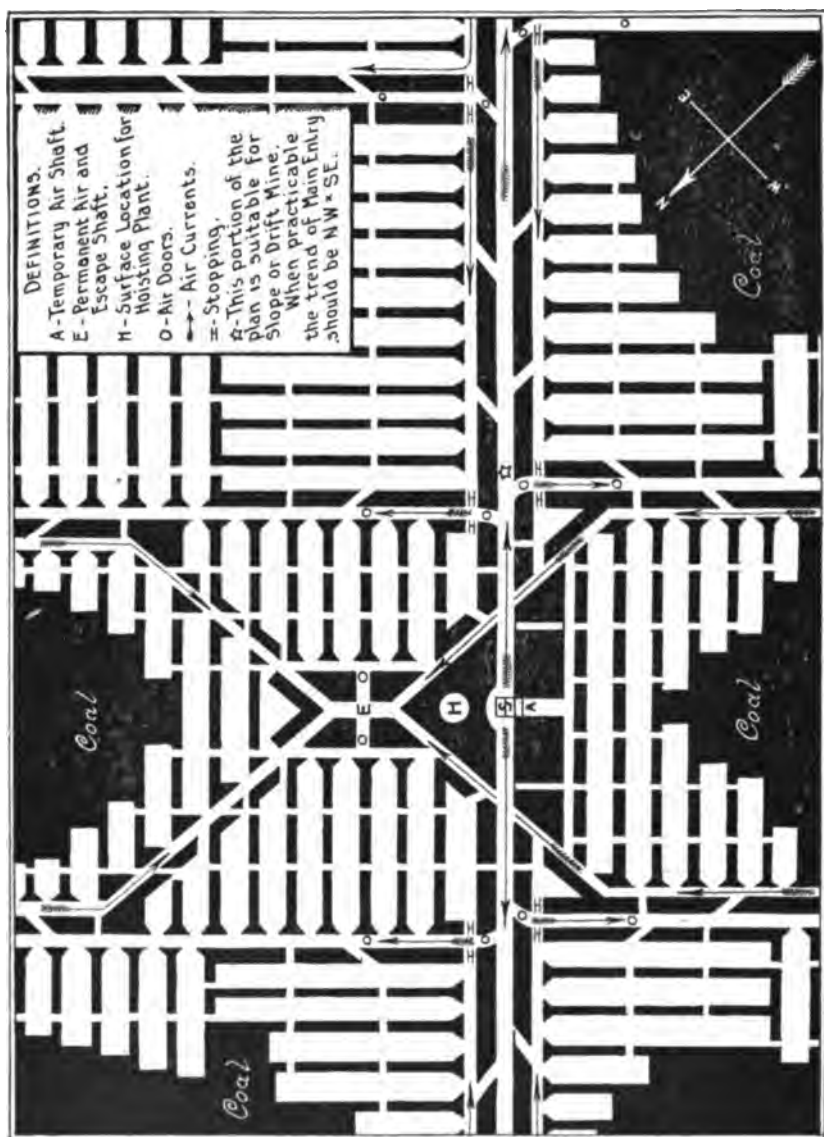 DEFINITIONS.
A-Temporary Air Shaft.
E-Permanent Air and
Escape Shaft.
H-Surface Location for
Hoisting Plant.
O-Air Doors.
Air Currents.
=-Stopping.
☆-This portion of the
plan is suitable for
Slope or Drift Mine.
When practicable
the trend of Main Entry
should be NW × SE.
Coal
Coal
Coal
Coal
E
H
S
A
N
E
W